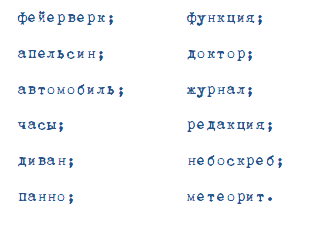 фейерверк;
апельсин;
автомобиль;
часы;
диван;
панно;
функция;
доктор;
журнал;
редакция;
небоскреб;
метеорит.